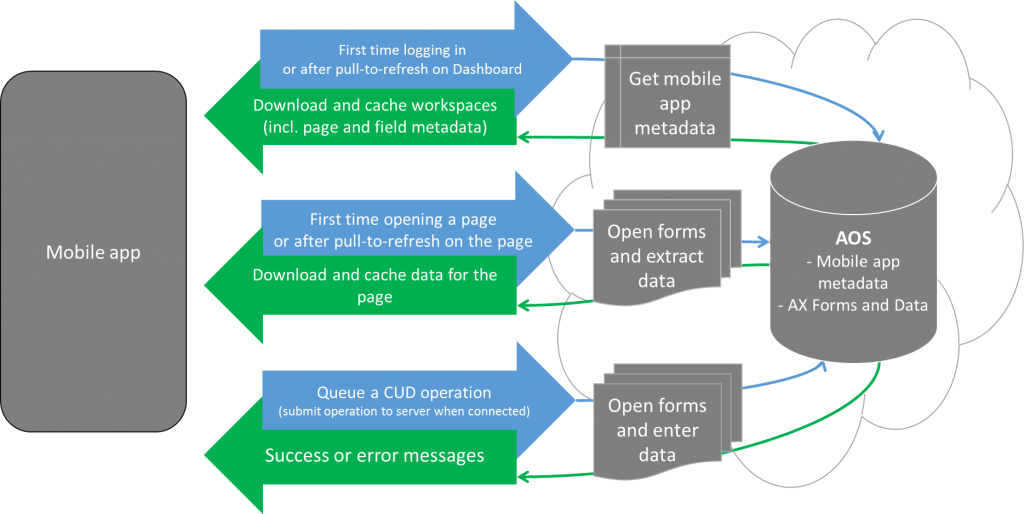 Mobile app
First time logging in
or after pull-to-refresh on Dashboard
Download and cache workspaces
(incl. page and field metadata)
Get mobile
app
metadata
First time opening a page
or after pull-to-refresh on the page
Download and cache data for the
page
Open forms
and extract
data
AOS
- Mobile app
metadata
- AX Forms and Data
Queue a CUD operation
(submit operation to server when connected)
Success or error messages
Open forms
and enter
data